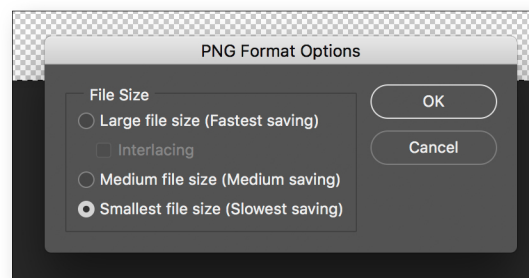 PNG Format Options
File Size
Large file size (Fastest saving)
Interlacing
Medium file size (Medium saving)
Smallest file size (Slowest saving)
OK
Cancel